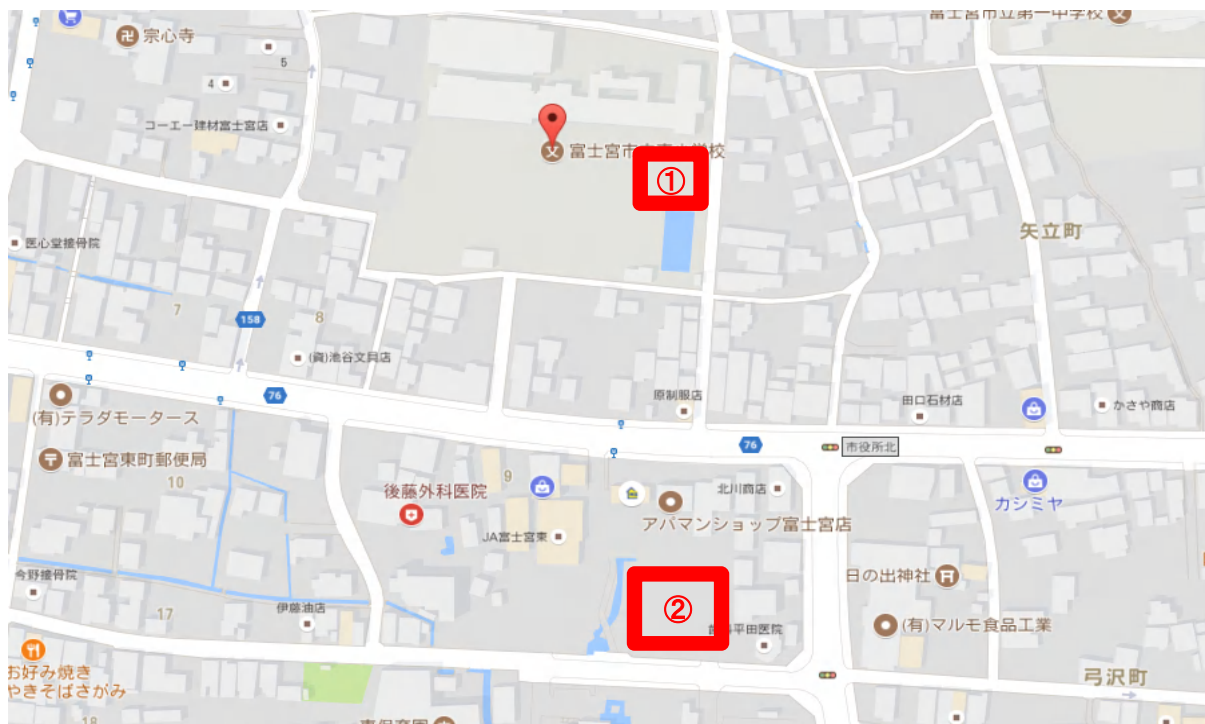 富士宮市立第一中学校
宗心寺
5
4
コーエー建材富士宮店
富士宮市立東小学校
①
医心堂接骨院
矢立町
7
158
8
(資)池谷文具店
76
原制服店
田口石材店
かさや商店
(有)テラダモータース
76
市役所北
富士宮東町郵便局
10
後藤外科医院
9
北川商店
カシミヤ
アパマンショップ富士宮店
JA富士宮東
今野接骨院
日の出神社
17
伊藤油店
②
平田医院
(有)マルモ食品工業
お好み焼き
やきそばさがみ
弓沢町
18